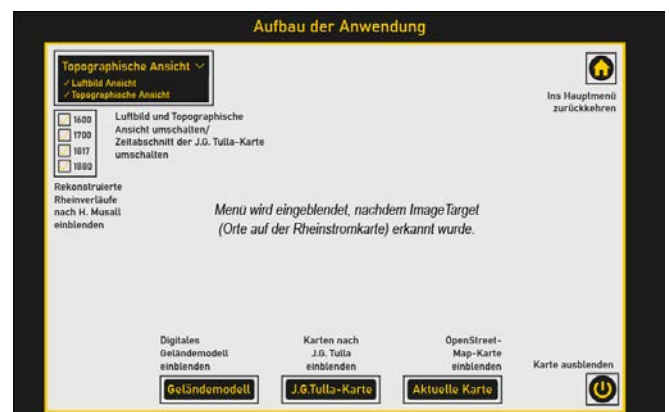 Aufbau der Anwendung
Topographische Ansicht
✓ Luftbild Ansicht
✓ Topographische Ansicht
Ins Hauptmenü
zurückkehren
1600
1700
1817
1880
Luftbild und Topographische
Ansicht umschalten/
Zeitabschnitt der J.G. Tulla-Karte
umschalten
Rekonstruierte
Rheinverläufe
nach H. Musall
einblenden
Menü wird eingeblendet, nachdem ImageTarget
(Orte auf der Rheinstromkarte) erkannt wurde.
Digitales
Geländemodell
einblenden
Geländemodell
Karten nach
J.G. Tulla
einblenden
J.G.Tulla-Karte
OpenStreet-
Map-Karte
einblenden
Aktuelle Karte
Karte ausblenden